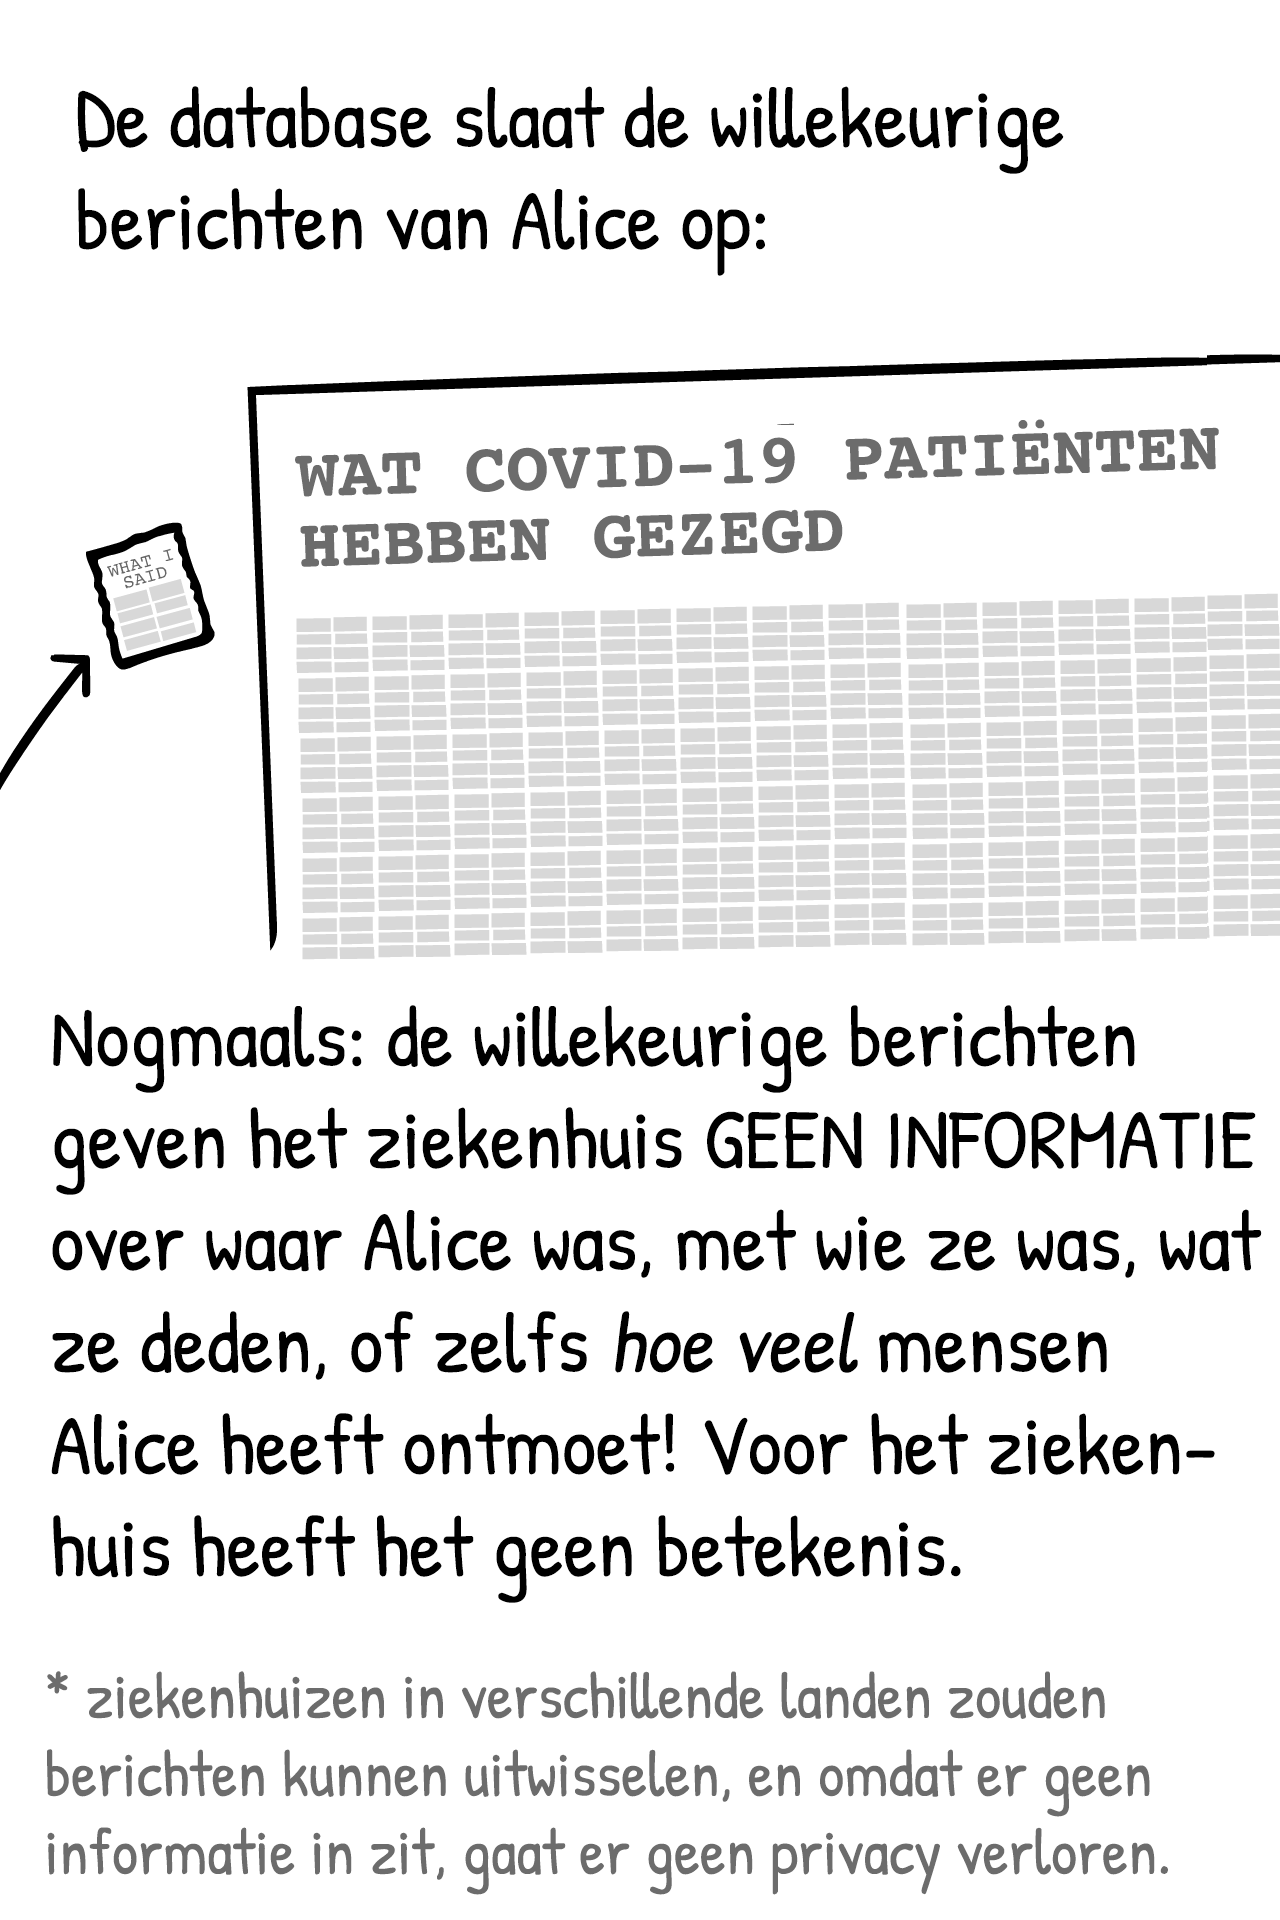 De database slaat de willekeurige
berichten van Alice op:
WAT COVID-19 PATIËNTEN
HEBBEN GEZEGD
WHAT I
SAID
Nogmaals: de willekeurige berichten
geven het ziekenhuis GEEN INFORMATIE
over waar Alice was, met wie ze was, wat
ze deden, of zelfs hoe veel mensen
Alice heeft ontmoet! Voor het zieken-
huis heeft het geen betekenis.
* ziekenhuizen in verschillende landen zouden
berichten kunnen uitwisselen, en omdat er geen
informatie in zit, gaat er geen privacy verloren.